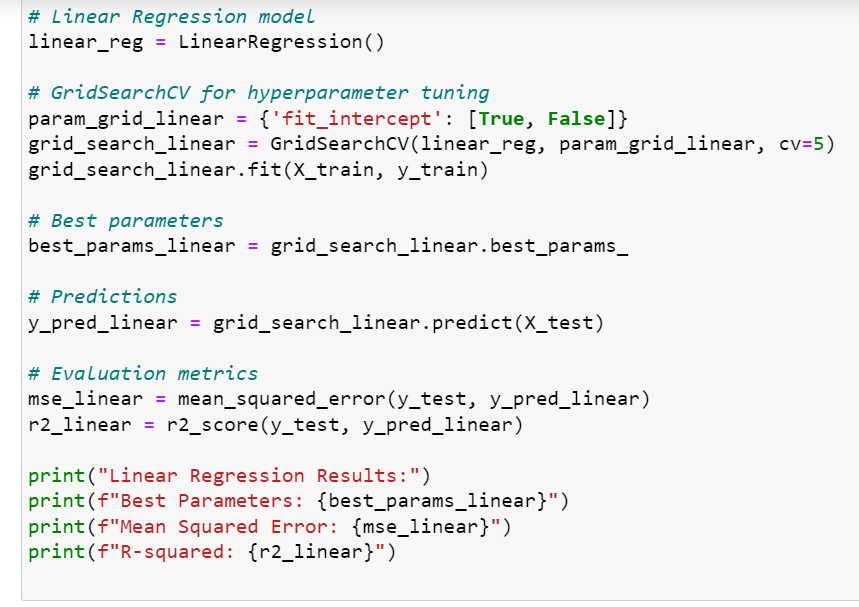 # Linear Regression model
linear_reg = LinearRegression()
# GridSearchCV for hyperparameter tuning
param_grid_linear = {'fit_intercept': [True, False]}
grid_search_linear = GridSearchCV(linear_reg, param_grid_linear, cv=5)
grid_search_linear.fit(X_train, y_train)
# Best parameters
best_params_linear = grid_search_linear.best_params_
# Predictions
y_pred_linear = grid_search_linear.predict(X_test)
# Evaluation metrics
mse_linear = mean_squared_error(y_test, y_pred_linear)
r2_linear = r2_score(y_test, y_pred_linear)
print("Linear Regression Results:")
print(f"Best Parameters: {best_params_linear}")
print(f"Mean Squared Error: {mse_linear}")
print(f"R-squared: {r2_linear}")